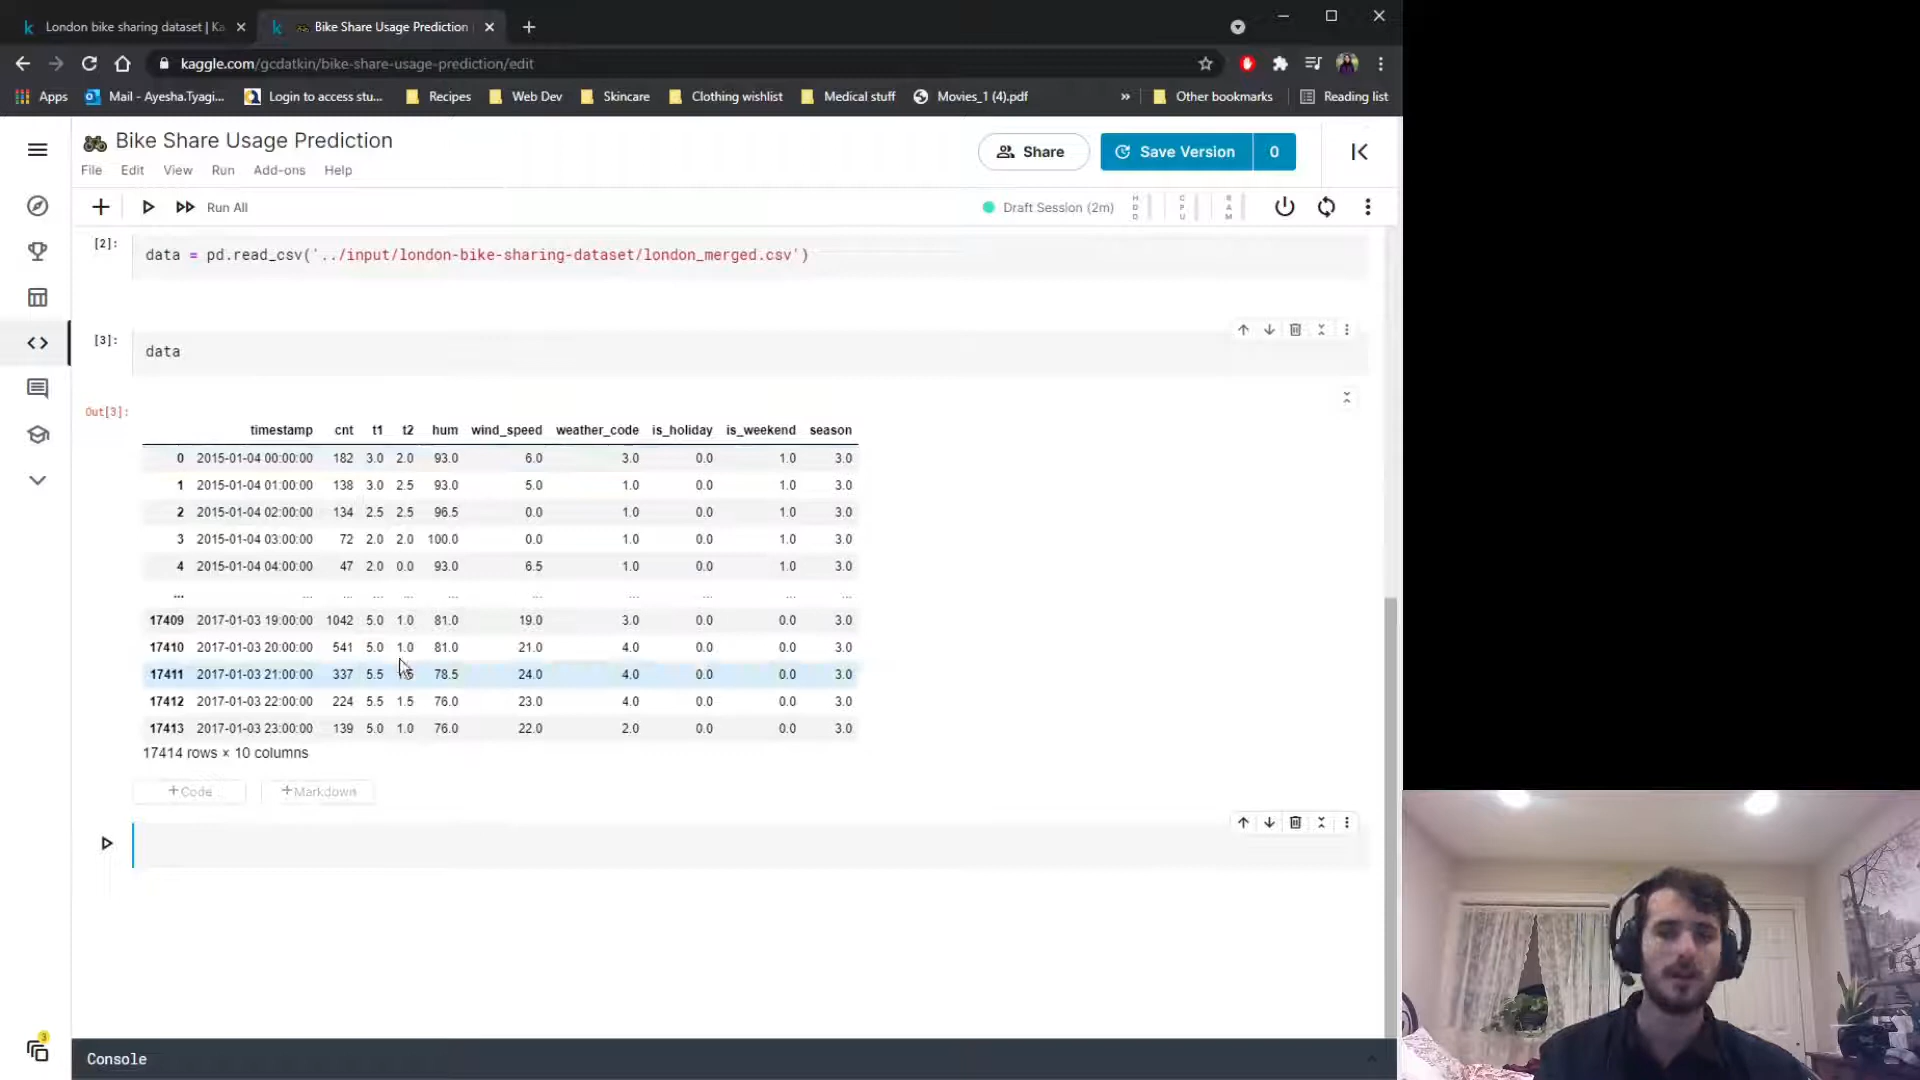 London bike sharing dataset | Ka
Bike Share Usage Prediction
kaggle.com/gcdatkin/bike-share-usage-prediction/edit
Apps
Mail - Ayesha.Tyagi...
Login to access stu...
Recipes
Web Dev
Skincare
Clothing wishlist
Medical stuff
Movies_1 (4).pdf
»
Other bookmarks
Reading list
Bike Share Usage Prediction
Share
Save Version
0
File Edit View Run Add-ons Help
Run All
Draft Session (2m)
HDD
CPU
RAM
[2]:
data = pd.read_csv('../input/london-bike-sharing-dataset/london_merged.csv')
[3]:
data
Out[3]:
timestamp cnt t1 t2 hum wind_speed weather_code is_holiday is_weekend season
0 2015-01-04 00:00:00 182 3.0 2.0 93.0 6.0 3.0 0.0 1.0 3.0
1 2015-01-04 01:00:00 138 3.0 2.5 93.0 5.0 1.0 0.0 1.0 3.0
2 2015-01-04 02:00:00 134 2.5 2.5 96.5 0.0 1.0 0.0 1.0 3.0
3 2015-01-04 03:00:00 72 2.0 2.0 100.0 0.0 1.0 0.0 1.0 3.0
4 2015-01-04 04:00:00 47 2.0 0.0 93.0 6.5 1.0 0.0 1.0 3.0
... ... ... ... ... ... ... ... ... ... ...
17409 2017-01-03 19:00:00 1042 5.0 1.0 81.0 19.0 3.0 0.0 0.0 3.0
17410 2017-01-03 20:00:00 541 5.0 1.0 81.0 21.0 4.0 0.0 0.0 3.0
17411 2017-01-03 21:00:00 337 5.5 78.5 24.0 4.0 0.0 0.0 3.0
17412 2017-01-03 22:00:00 224 5.5 1.5 76.0 23.0 4.0 0.0 0.0 3.0
17413 2017-01-03 23:00:00 139 5.0 1.0 76.0 22.0 2.0 0.0 0.0 3.0
17414 rows × 10 columns
+ Code
+ Markdown
3
Console